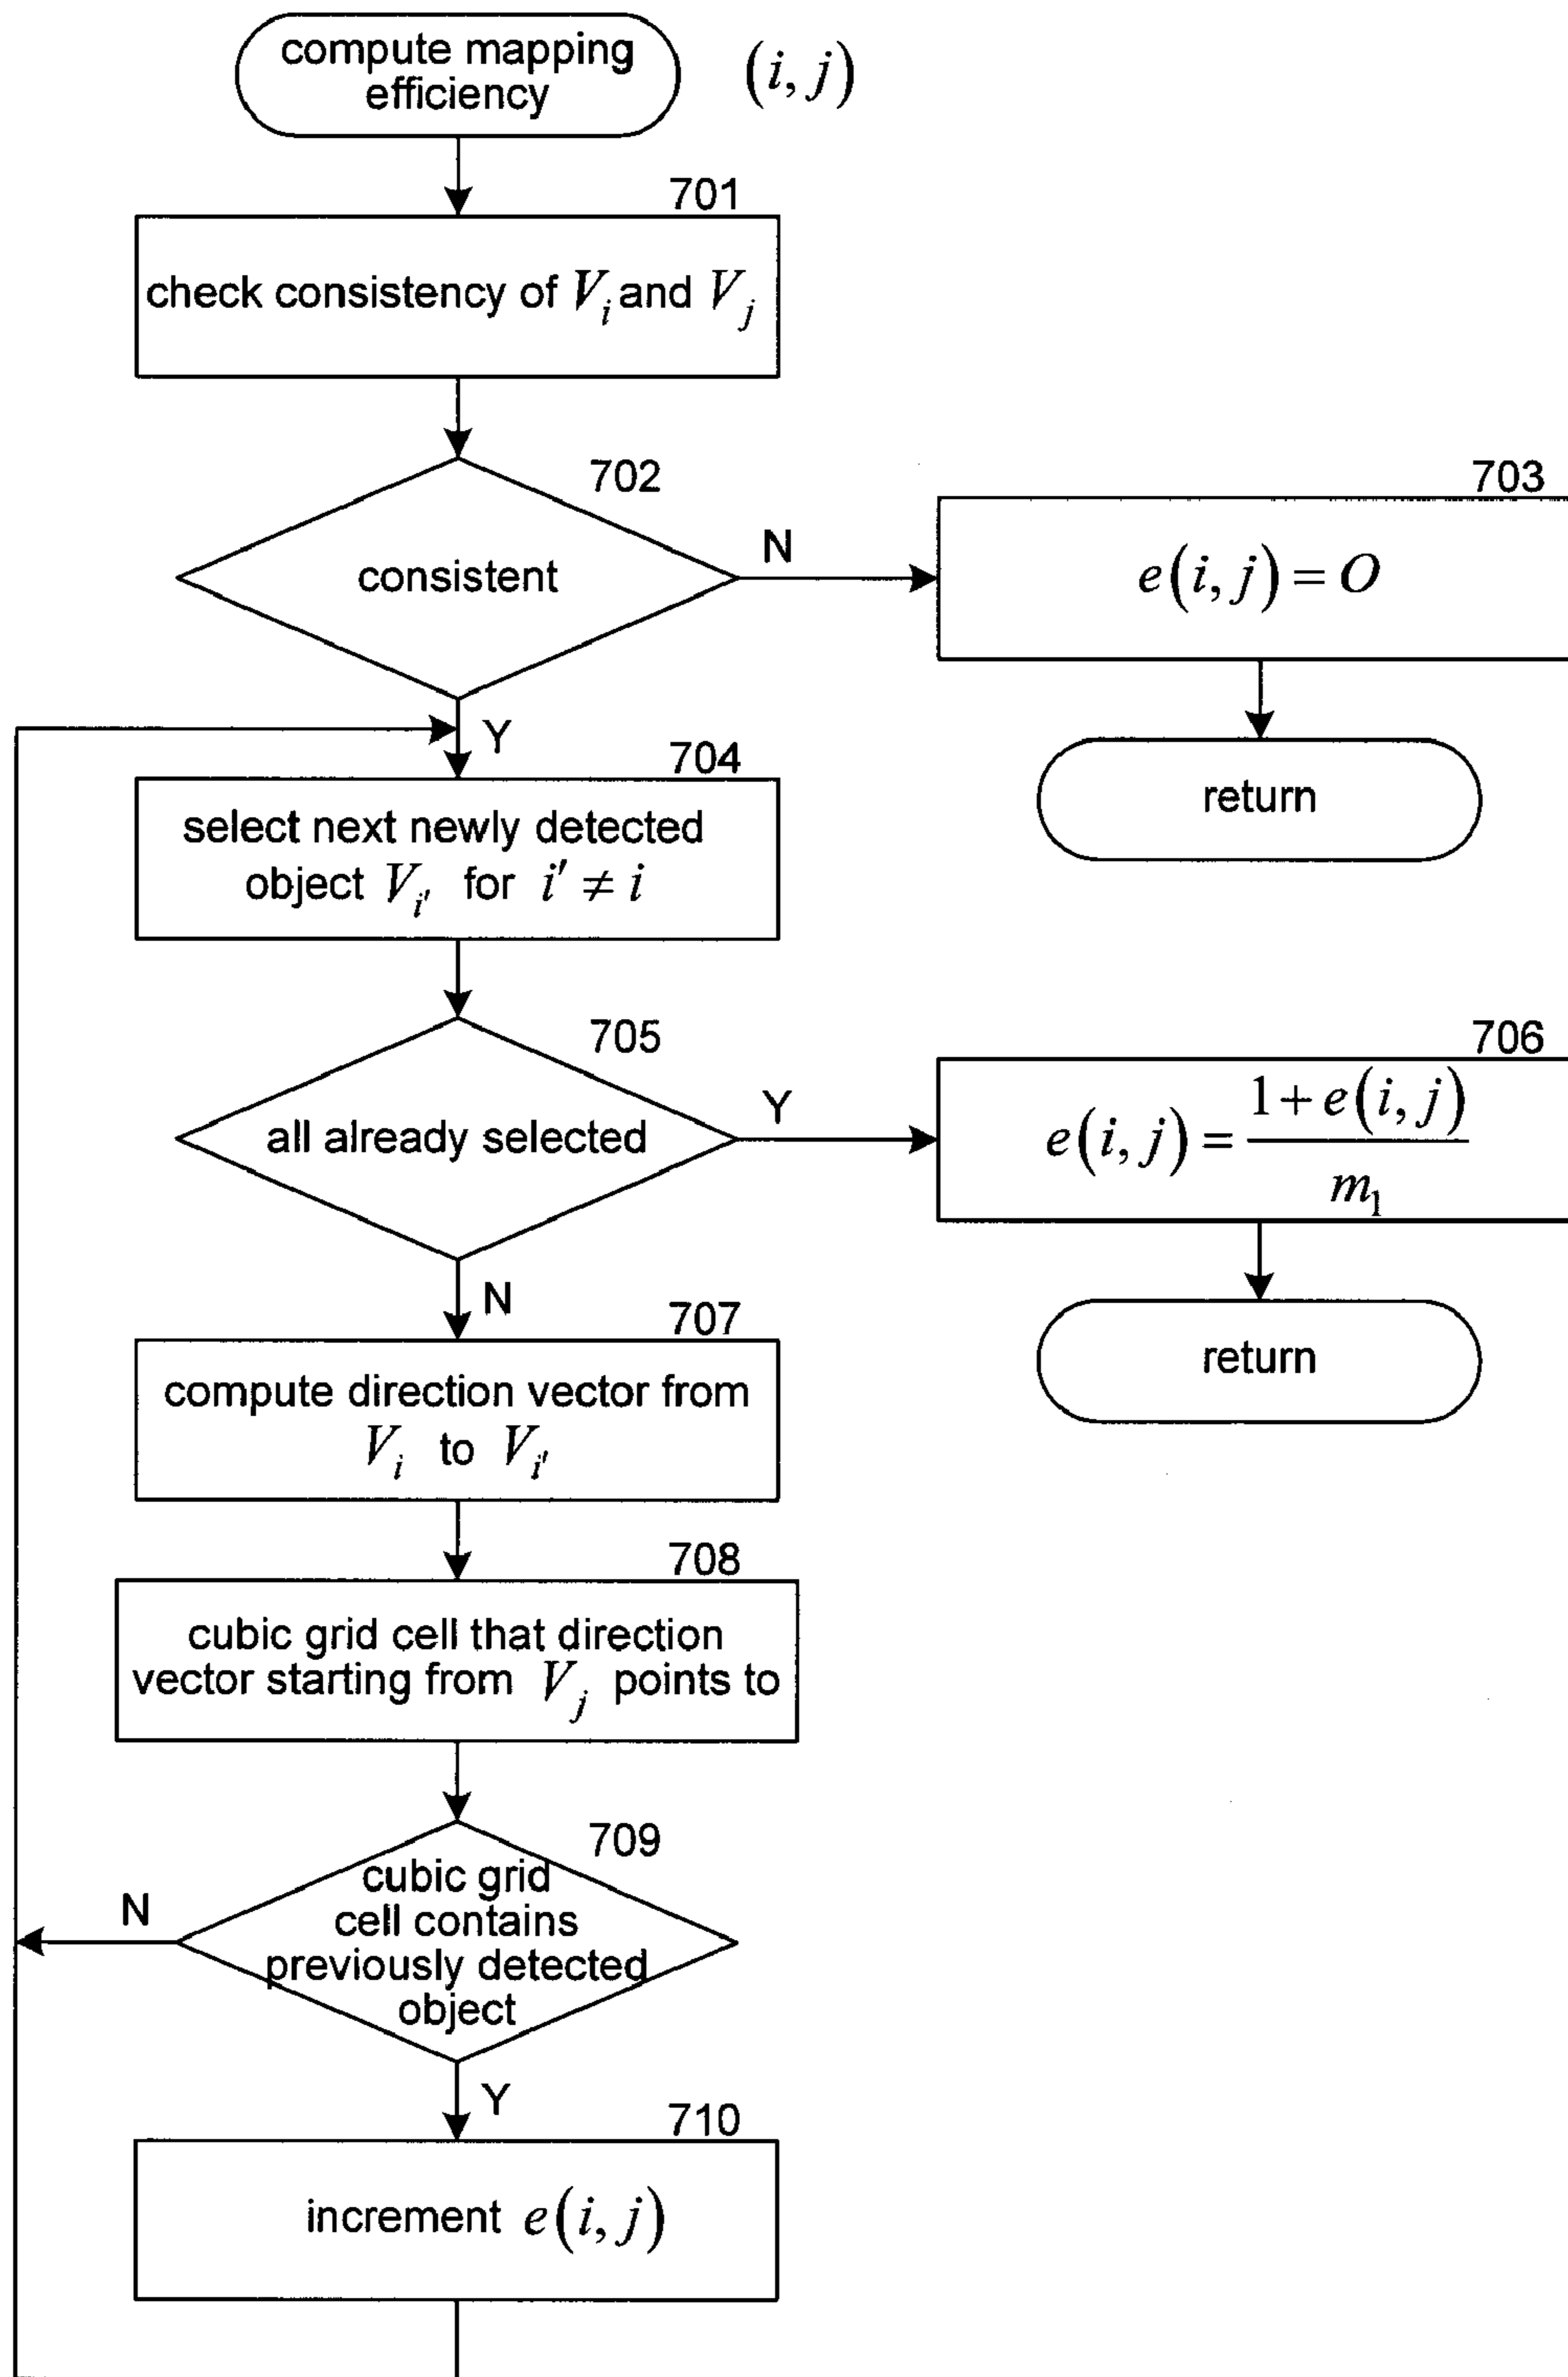 compute mapping
efficiency
(i, j)
701
check consistency of V_i and V_j
702
consistent
N
703
e(i, j) = O
return
Y
704
select next newly detected
object V_i' for i' ≠ i
705
all already selected
Y
706
e(i, j) = \frac{1 + e(i, j)}{m_1}
return
N
707
compute direction vector from
V_i to V_i'
708
cubic grid cell that direction
vector starting from V_j points to
709
cubic grid
cell contains
previously detected
object
N
Y
710
increment e(i, j)